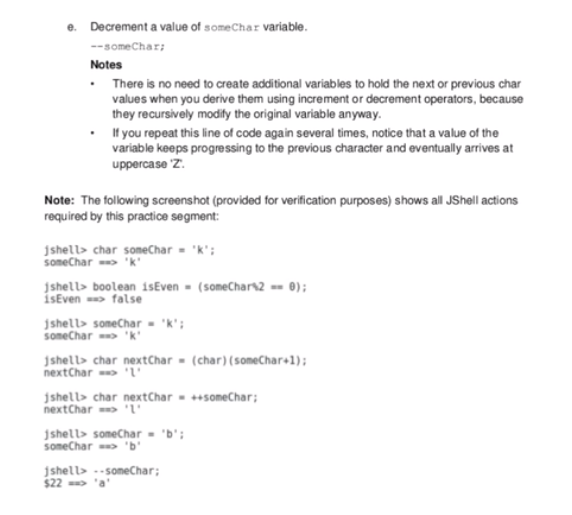 e. Decrement a value of someChar variable.
--someChar;
Notes
• There is no need to create additional variables to hold the next or previous char
values when you derive them using increment or decrement operators, because
they recursively modify the original variable anyway.
• If you repeat this line of code again several times, notice that a value of the
variable keeps progressing to the previous character and eventually arrives at
uppercase 'Z'.
Note: The following screenshot (provided for verification purposes) shows all JShell actions
required by this practice segment:
jshell> char someChar = 'k';
someChar ==> 'k'
jshell> boolean isEven = (someChar%2 == 0);
isEven ==> false
jshell> someChar = 'k';
someChar ==> 'k'
jshell> char nextChar = (char)(someChar+1);
nextChar ==> 'l'
jshell> char nextChar = ++someChar;
nextChar ==> 'l'
jshell> someChar = 'b';
someChar ==> 'b'
jshell> --someChar;
$22 ==> 'a'